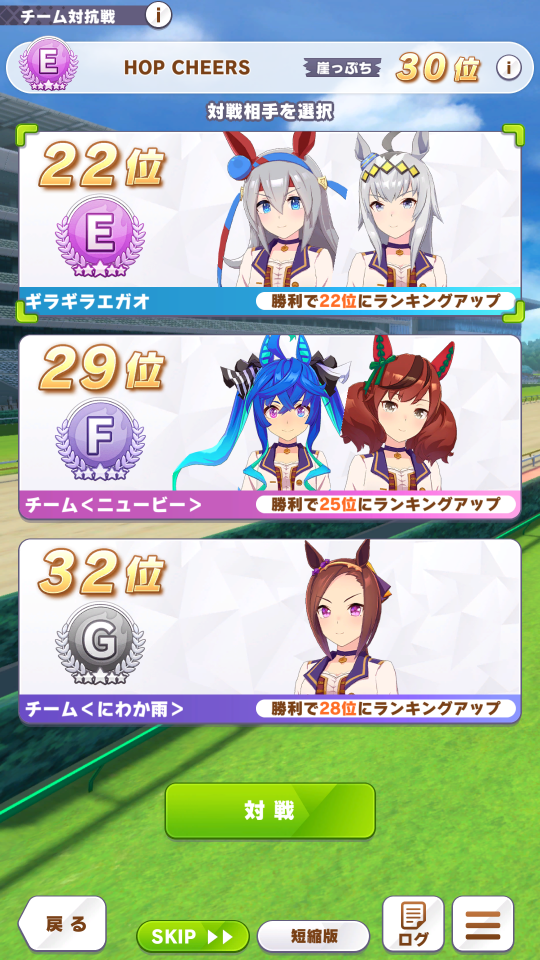 チーム対抗戦 i
E HOP CHEERS 崖っぷち 30位 i
対戦相手を選択
22位
E
ギラギラエガオ 勝利で22位にランキングアップ
29位
F
チーム<ニュービー> 勝利で25位にランキングアップ
32位
G
チーム<にわか雨> 勝利で28位にランキングアップ
対戦
戻る SKIP 短縮版 ログ